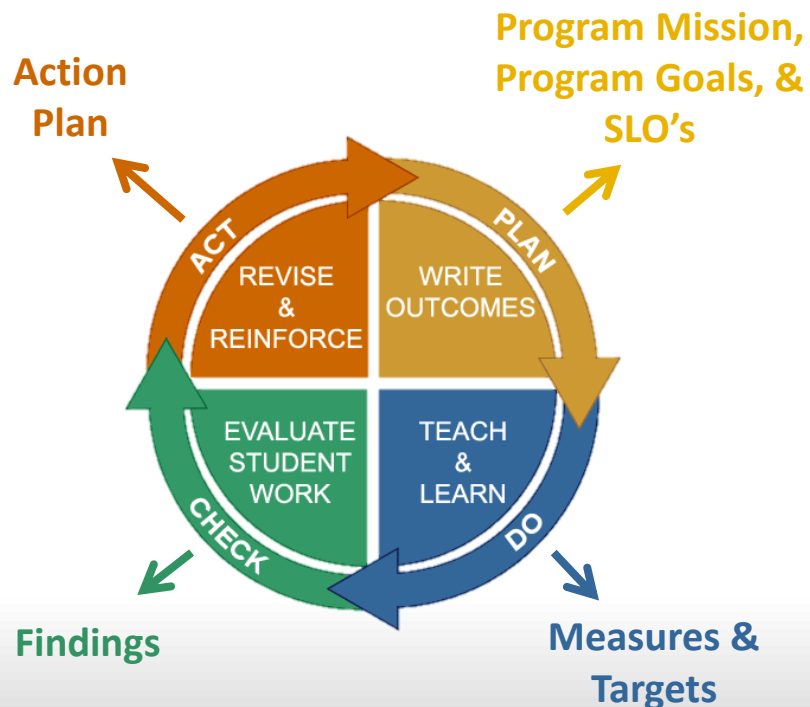 Program Mission,
Program Goals, &
SLO's
Action
Plan
ACT
PLAN
REVISE
&
REINFORCE
WRITE
OUTCOMES
EVALUATE
STUDENT
WORK
TEACH
&
LEARN
CHECK
DO
Findings
Measures &
Targets